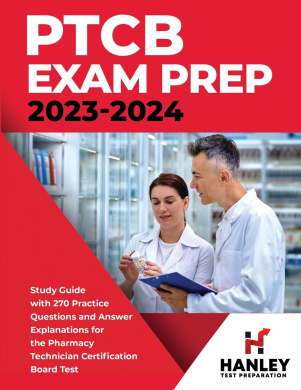 PTCB
EXAM PREP
2023-2024
Study Guide
with 270 Practice
Questions and Answer
Explanations for
the Pharmacy
Technician Certification
Board Test
HANLEY
TEST PREPARATION